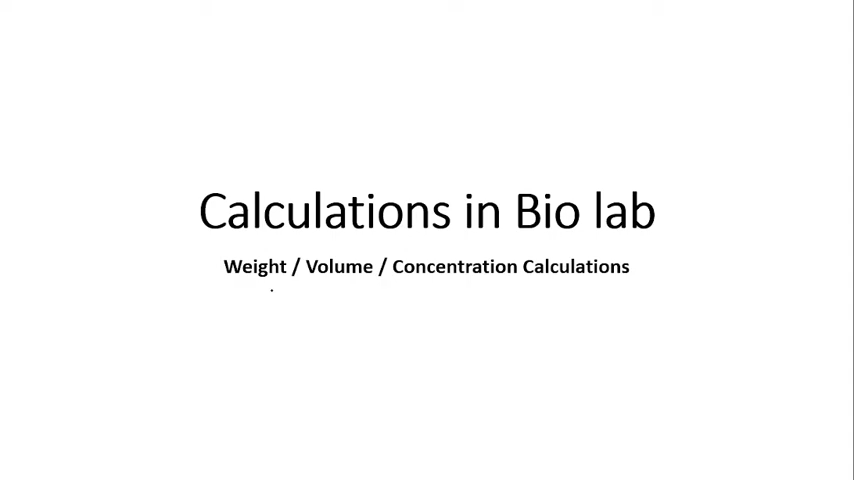 Calculations in Bio lab
Weight / Volume / Concentration Calculations